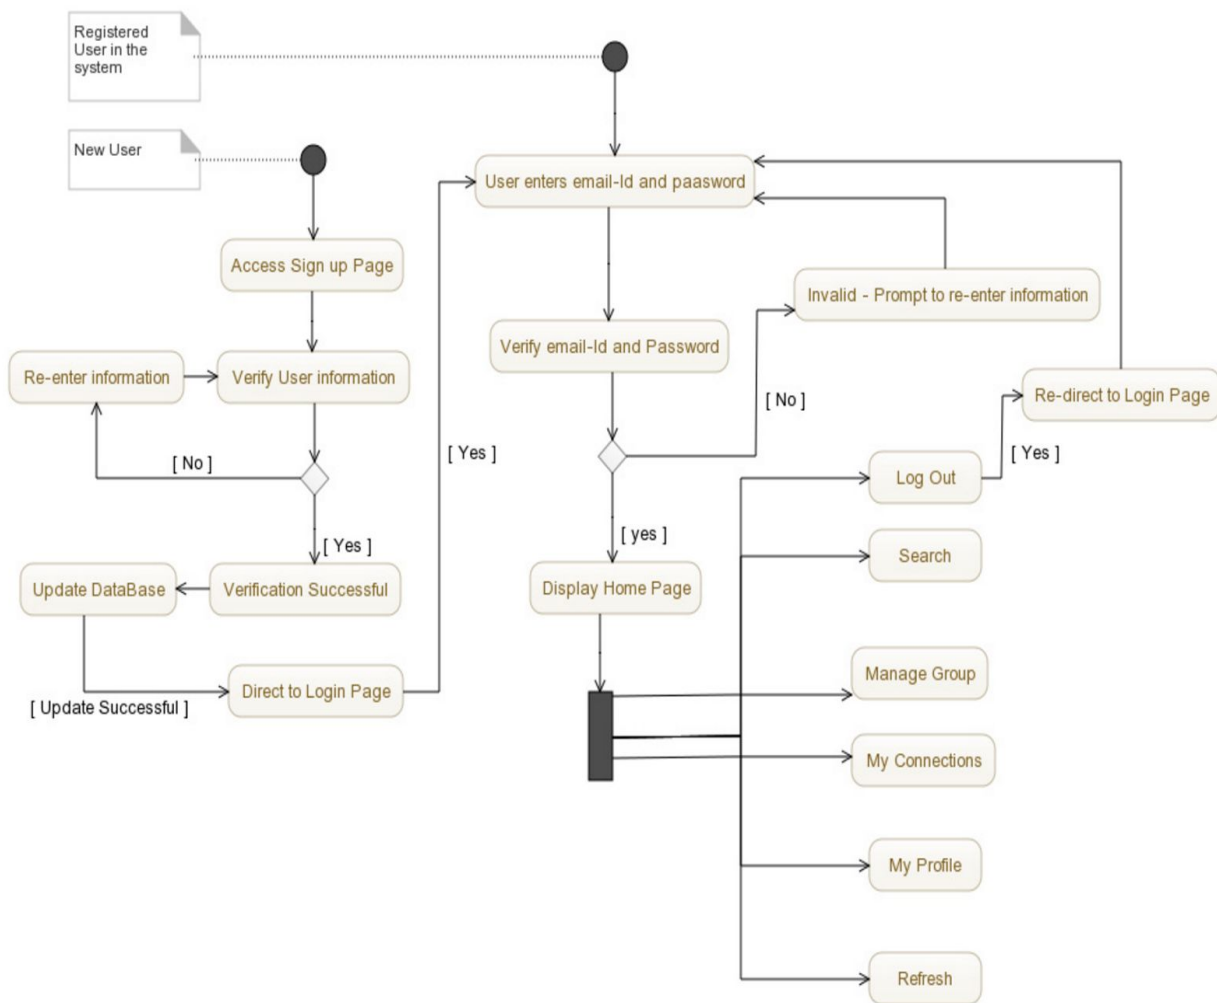 Registered
User in the
system
New User
User enters email-Id and paasword
Access Sign up Page
Invalid - Prompt to re-enter information
Verify email-Id and Password
Re-enter information
Verify User information
Re-direct to Login Page
[ No ]
[ Yes ]
[ Yes ]
[ No ]
Log Out
[ yes ]
[ Yes ]
Search
Update DataBase
Verification Successful
Display Home Page
Manage Group
Direct to Login Page
[ Update Successful ]
My Connections
My Profile
Refresh